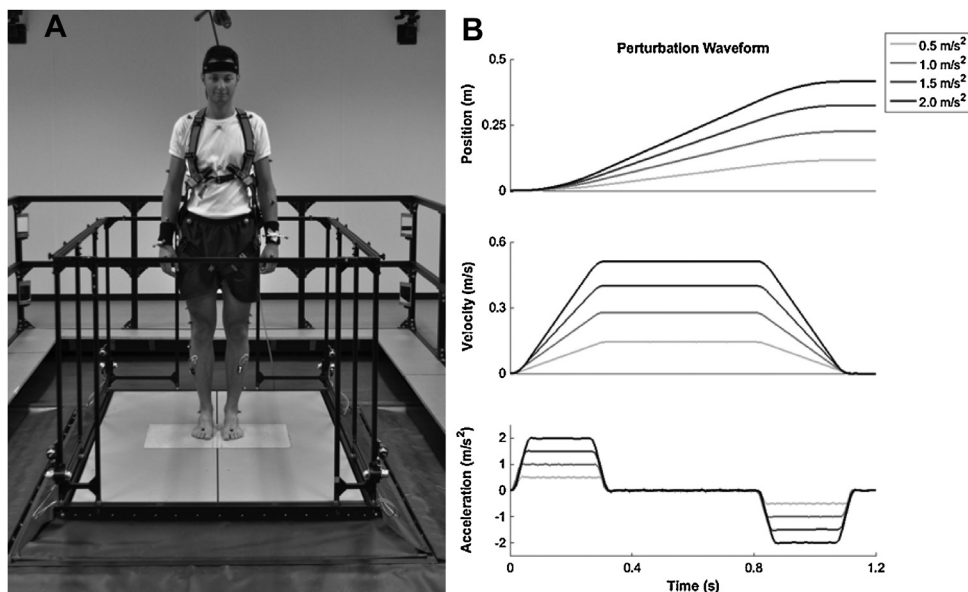 A
B
Perturbation Waveform
0.5 m/s²
1.0 m/s²
1.5 m/s²
2.0 m/s²
Position (m)
0.5
0.25
0
Velocity (m/s)
0.6
0.3
0
Acceleration (m/s²)
2
1
0
-1
-2
0
0.4
0.8
1.2
Time (s)